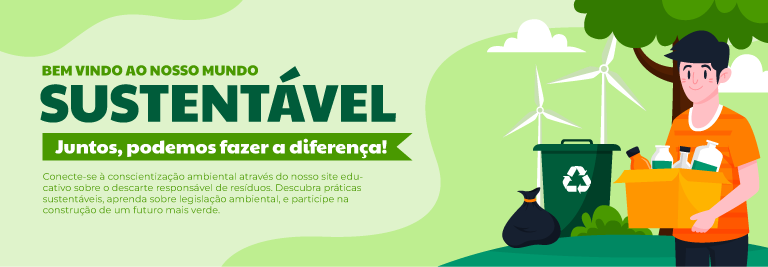 BEM VINDO AO NOSSO MUNDO
SUSTENTÁVEL
Juntos, podemos fazer a diferença!
Conecte-se à conscientização ambiental através do nosso site edu-
cativo sobre o descarte responsável de resíduos. Descubra práticas
sustentáveis, aprenda sobre legislação ambiental, e participe na
construção de um futuro mais verde.